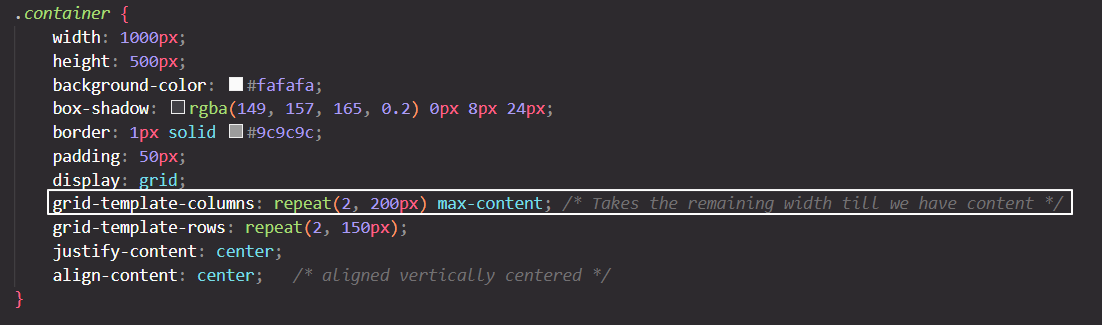 .container {
width: 1000px;
height: 500px;
background-color: #fafafa;
box-shadow: rgba(149, 157, 165, 0.2) 0px 8px 24px;
border: 1px solid #9c9c9c;
padding: 50px;
display: grid;
grid-template-columns: repeat(2, 200px) max-content; /* Takes the remaining width till we have content */
grid-template-rows: repeat(2, 150px);
justify-content: center;
align-content: center; /* aligned vertically centered */
}